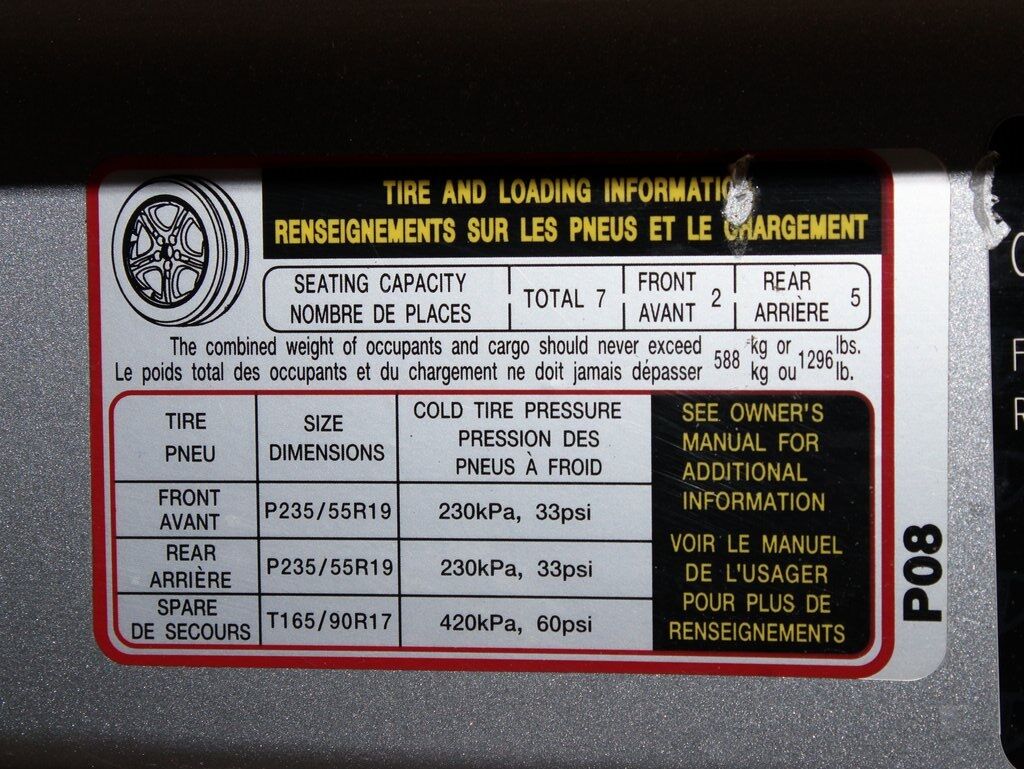 TIRE AND LOADING INFORMATION
RENSEIGNEMENTS SUR LES PNEUS ET LE CHARGEMENT
SEATING CAPACITY
NOMBRE DE PLACES
TOTAL 7
FRONT
AVANT
2
REAR
ARRIÈRE
5
The combined weight of occupants and cargo should never exceed 588 kg or 1296 lbs.
Le poids total des occupants et du chargement ne doit jamais dépasser 588 kg ou 1296 lb.
TIRE
PNEU
SIZE
DIMENSIONS
COLD TIRE PRESSURE
PRESSION DES
PNEUS À FROID
FRONT
AVANT
P235/55R19
230kPa, 33psi
REAR
ARRIÈRE
P235/55R19
230kPa, 33psi
SPARE
DE SECOURS
T165/90R17
420kPa, 60psi
SEE OWNER'S
MANUAL FOR
ADDITIONAL
INFORMATION
VOIR LE MANUEL
DE L'USAGER
POUR PLUS DE
RENSEIGNEMENTS
P08